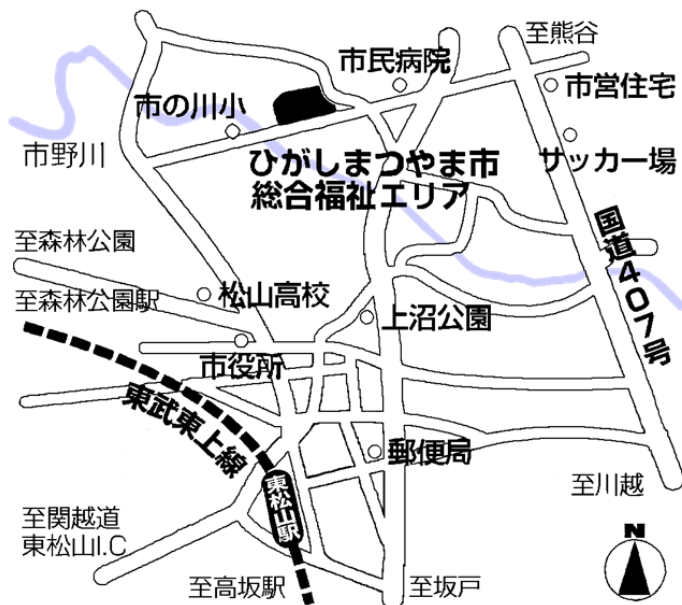 至熊谷
市民病院
市営住宅
市の川小
市野川
ひがしまつやま市
総合福祉エリア
サッカー場
国道407号
至森林公園
至森林公園駅
松山高校
上沼公園
市役所
東武東上線
郵便局
至川越
東松山駅
至関越道
東松山I.C
至高坂駅
至坂戸
N